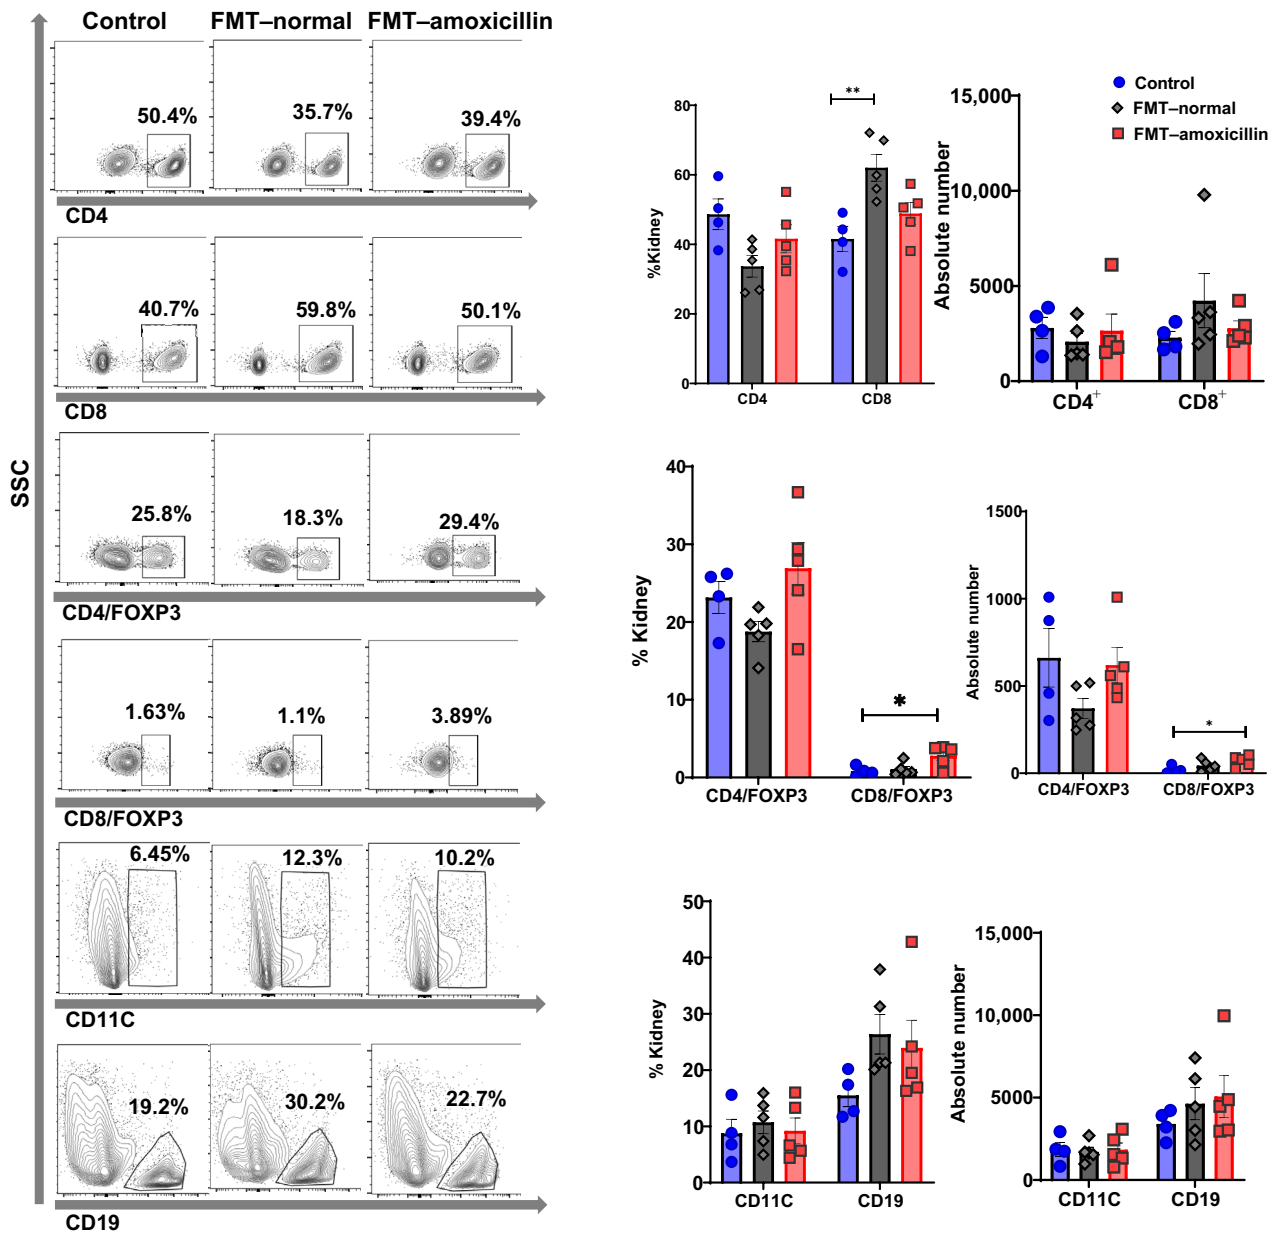 Control FMT–normal FMT–amoxicillin
SSC
50.4% 35.7% 39.4%
CD4
40.7% 59.8% 50.1%
CD8
25.8% 18.3% 29.4%
CD4/FOXP3
1.63% 1.1% 3.89%
CD8/FOXP3
6.45% 12.3% 10.2%
CD11C
19.2% 30.2% 22.7%
CD19
%Kidney
80
60
40
20
0
**
CD4 CD8
Absolute number
15,000
10,000
5000
0
CD4+ CD8+
Control
FMT–normal
FMT–amoxicillin
% Kidney
40
30
20
10
0
*
CD4/FOXP3 CD8/FOXP3
Absolute number
1500
1000
500
0
*
CD4/FOXP3 CD8/FOXP3
% Kidney
50
40
30
20
10
0
CD11C CD19
Absolute number
15,000
10,000
5000
0
CD11C CD19